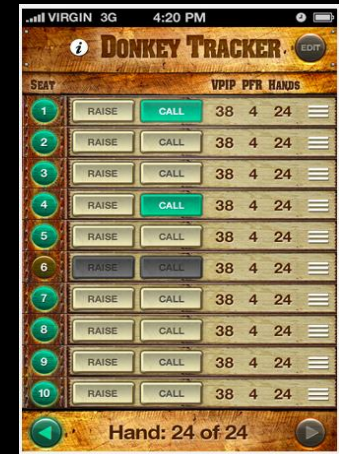 VIRGIN 3G 4:20 PM
i DONKEY TRACKER EDIT
SEAT VPIP PFR HANDS
1 RAISE CALL 38 4 24
2 RAISE CALL 38 4 24
3 RAISE CALL 38 4 24
4 RAISE CALL 38 4 24
5 RAISE CALL 38 4 24
6 RAISE CALL 38 4 24
7 RAISE CALL 38 4 24
8 RAISE CALL 38 4 24
9 RAISE CALL 38 4 24
10 RAISE CALL 38 4 24
Hand: 24 of 24